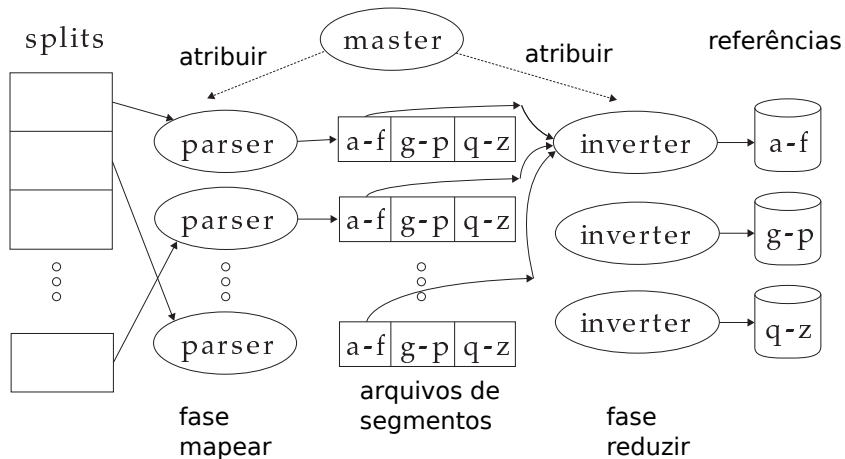 splits
master
referências
atribuir
atribuir
parser
a-f g-p q-z
inverter
a-f
parser
a-f g-p q-z
inverter
g-p
parser
a-f g-p q-z
inverter
q-z
fase
mapear
arquivos de
segmentos
fase
reduzir